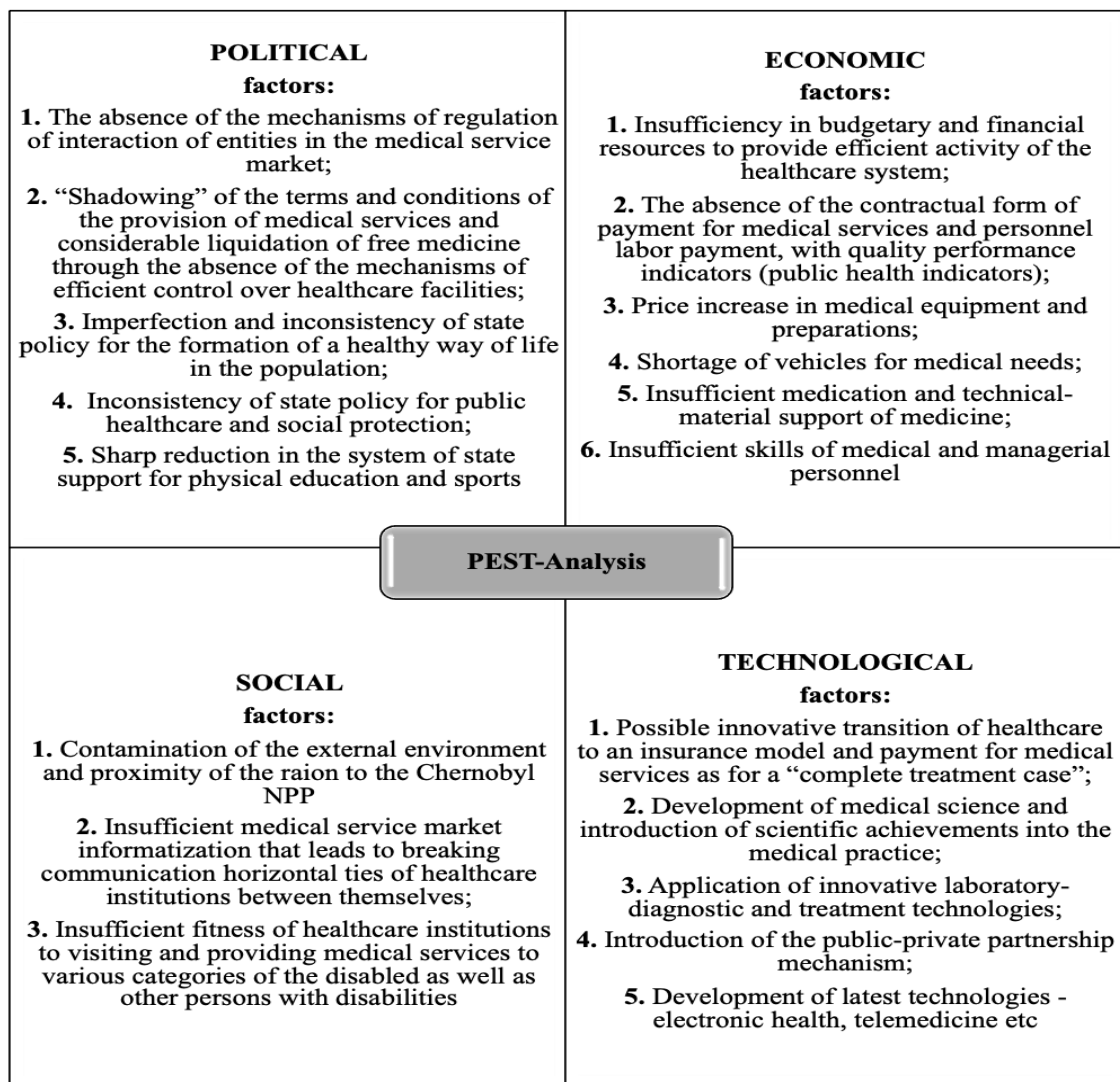 POLITICAL
factors:
1. The absence of the mechanisms of regulation
of interaction of entities in the medical service
market;
2. “Shadowing” of the terms and conditions of
the provision of medical services and
considerable liquidation of free medicine
through the absence of the mechanisms of
efficient control over healthcare facilities;
3. Imperfection and inconsistency of state
policy for the formation of a healthy way of life
in the population;
4. Inconsistency of state policy for public
healthcare and social protection;
5. Sharp reduction in the system of state
support for physical education and sports
ECONOMIC
factors:
1. Insufficiency in budgetary and financial
resources to provide efficient activity of the
healthcare system;
2. The absence of the contractual form of
payment for medical services and personnel
labor payment, with quality performance
indicators (public health indicators);
3. Price increase in medical equipment and
preparations;
4. Shortage of vehicles for medical needs;
5. Insufficient medication and technical-
material support of medicine;
6. Insufficient skills of medical and managerial
personnel
PEST-Analysis
SOCIAL
factors:
1. Contamination of the external environment
and proximity of the raion to the Chernobyl
NPP
2. Insufficient medical service market
informatization that leads to breaking
communication horizontal ties of healthcare
institutions between themselves;
3. Insufficient fitness of healthcare institutions
to visiting and providing medical services to
various categories of the disabled as well as
other persons with disabilities
TECHNOLOGICAL
factors:
1. Possible innovative transition of healthcare
to an insurance model and payment for medical
services as for a “complete treatment case”;
2. Development of medical science and
introduction of scientific achievements into the
medical practice;
3. Application of innovative laboratory-
diagnostic and treatment technologies;
4. Introduction of the public-private partnership
mechanism;
5. Development of latest technologies -
electronic health, telemedicine etc